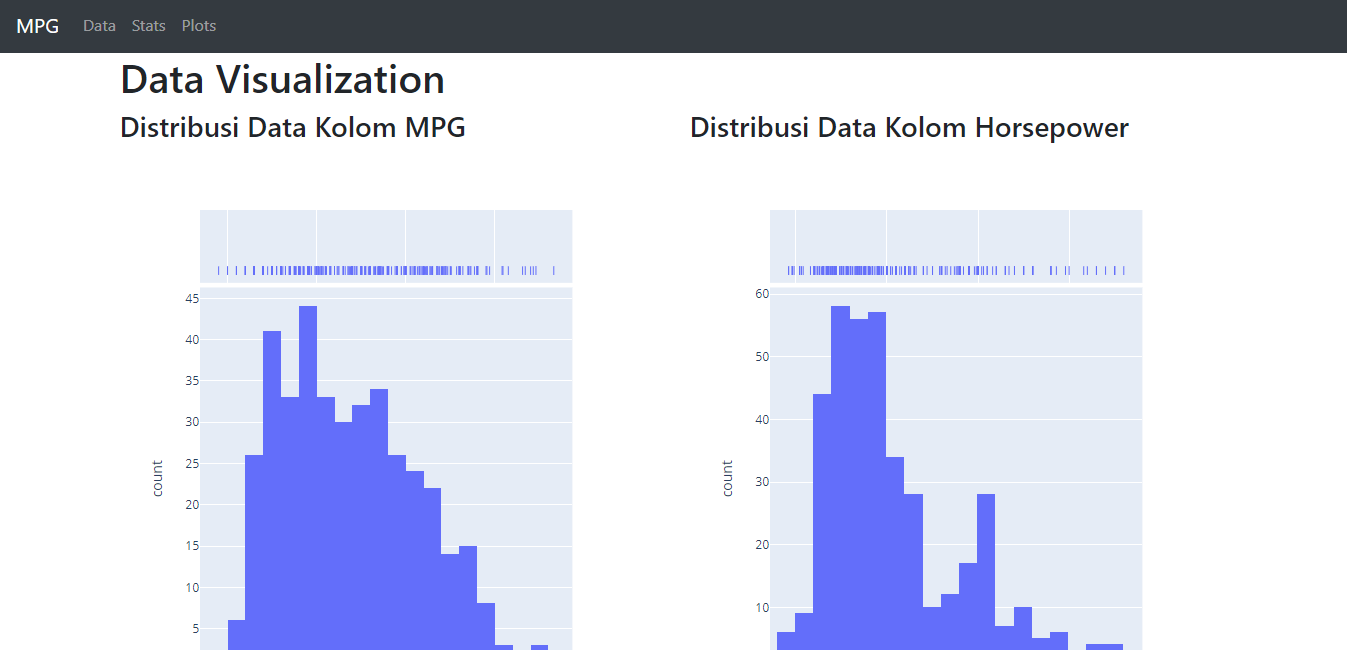 MPG Data Stats Plots
Data Visualization
Distribusi Data Kolom MPG
Distribusi Data Kolom Horsepower
45
40
35
30
25
20
15
10
5
count
60
50
40
30
20
10
count